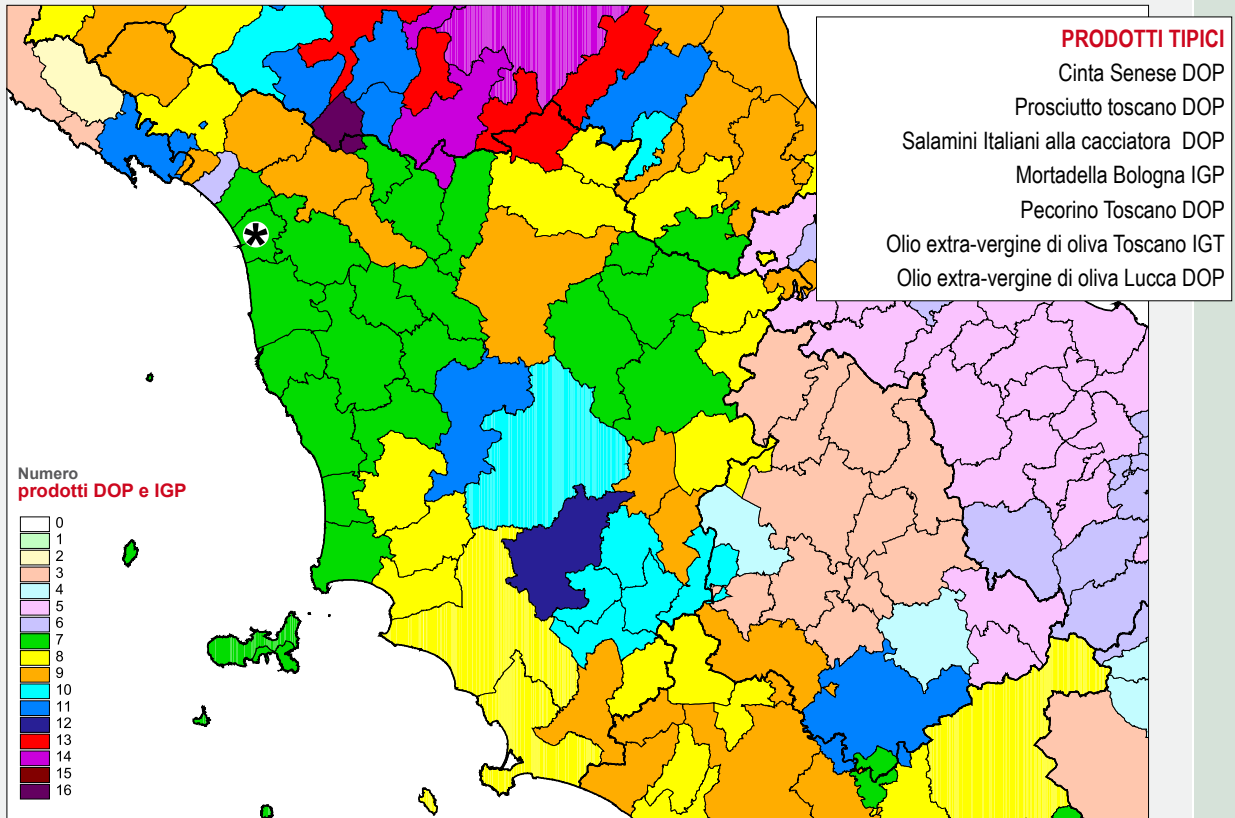 PRODOTTI TIPICI
Cinta Senese DOP
Prosciutto toscano DOP
Salamini Italiani alla cacciatora DOP
Mortadella Bologna IGP
Pecorino Toscano DOP
Olio extra-vergine di oliva Toscano IGT
Olio extra-vergine di oliva Lucca DOP
*
Numero
prodotti DOP e IGP
0
1
2
3
4
5
6
7
8
9
10
11
12
13
14
15
16